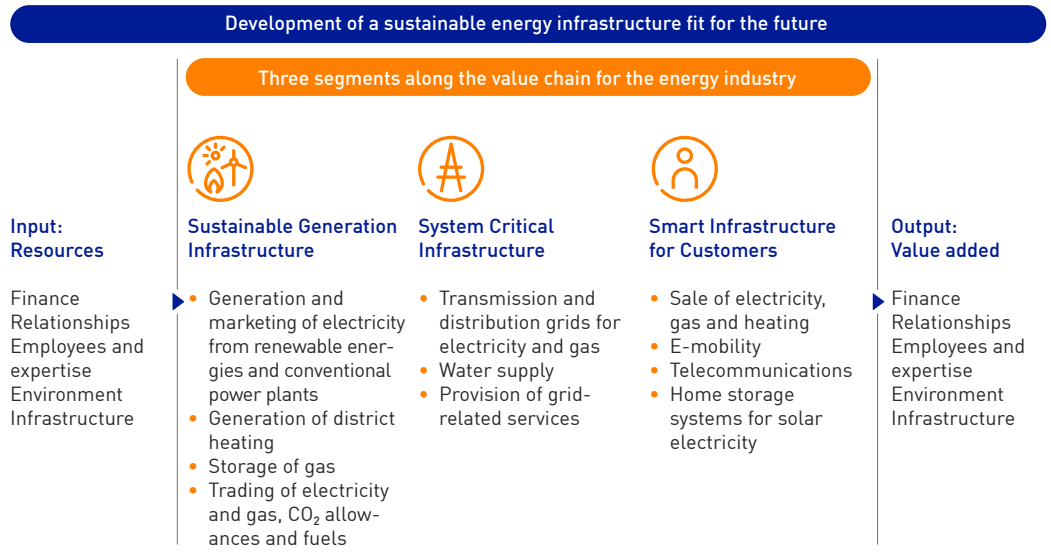 Development of a sustainable energy infrastructure fit for the future
Three segments along the value chain for the energy industry
Input:
Resources
Finance
Relationships
Employees and
expertise
Environment
Infrastructure
Sustainable Generation
Infrastructure
• Generation and
marketing of electricity
from renewable ener-
gies and conventional
power plants
• Generation of district
heating
• Storage of gas
• Trading of electricity
and gas, CO₂ allow-
ances and fuels
System Critical
Infrastructure
• Transmission and
distribution grids for
electricity and gas
• Water supply
• Provision of grid-
related services
Smart Infrastructure
for Customers
• Sale of electricity,
gas and heating
• E-mobility
• Telecommunications
• Home storage
systems for solar
electricity
Output:
Value added
Finance
Relationships
Employees and
expertise
Environment
Infrastructure